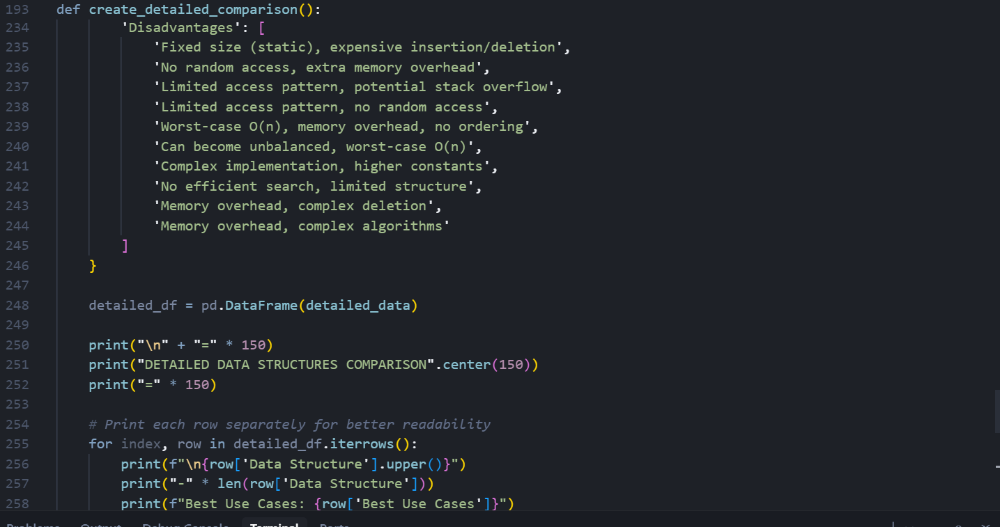 193 def create_detailed_comparison():
234 'Disadvantages': [
235 'Fixed size (static), expensive insertion/deletion',
236 'No random access, extra memory overhead',
237 'Limited access pattern, potential stack overflow',
238 'Limited access pattern, no random access',
239 'Worst-case O(n), memory overhead, no ordering',
240 'Can become unbalanced, worst-case O(n)',
241 'Complex implementation, higher constants',
242 'No efficient search, limited structure',
243 'Memory overhead, complex deletion',
244 'Memory overhead, complex algorithms'
245 ]
246 }
247
248 detailed_df = pd.DataFrame(detailed_data)
249
250 print("\n" + "=" * 150)
251 print("DETAILED DATA STRUCTURES COMPARISON".center(150))
252 print("=" * 150)
253
254 # Print each row separately for better readability
255 for index, row in detailed_df.iterrows():
256 print(f"\n{row['Data Structure'].upper()}")
257 print("-" * len(row['Data Structure']))
258 print(f"Best Use Cases: {row['Best Use Cases']}")
Problems Output Debug Console Terminal Ports